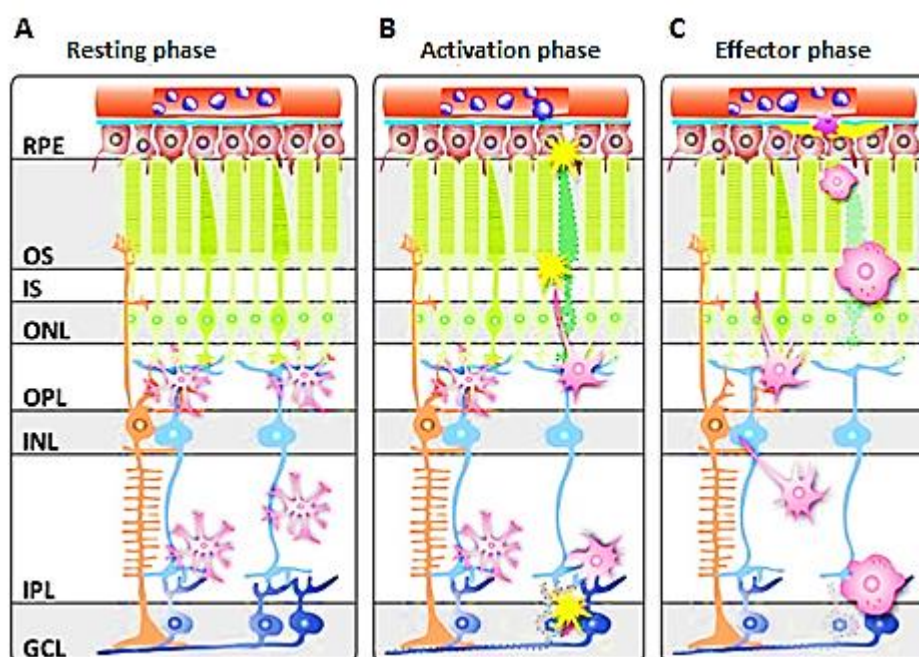 A
Resting phase
B
Activation phase
C
Effector phase
RPE
OS
IS
ONL
OPL
INL
IPL
GCL